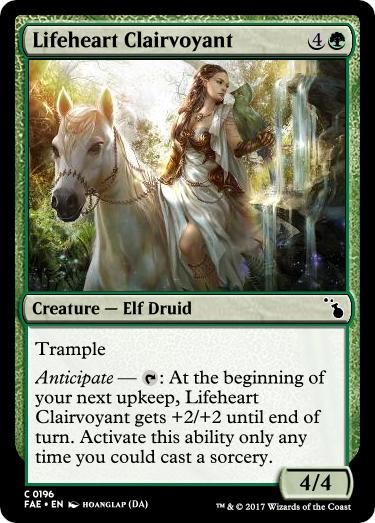 Lifeheart Clairvoyant 4
Creature — Elf Druid
Trample
Anticipate — : At the beginning of
your next upkeep, Lifeheart
Clairvoyant gets +2/+2 until end of
turn. Activate this ability only any
time you could cast a sorcery.
4/4
C 0196
FAE • EN HOANGLAP (DA)
™ & © 2017 Wizards of the Coast